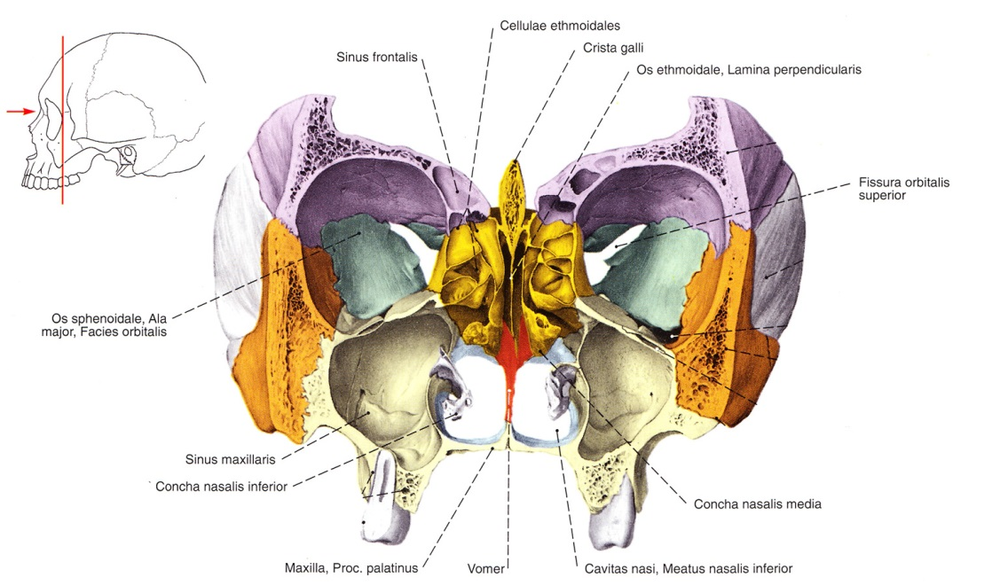 Cellulae ethmoidales
Crista galli
Sinus frontalis
Os ethmoidale, Lamina perpendicularis
Fissura orbitalis
superior
Os sphenoidale, Ala
major, Facies orbitalis
Sinus maxillaris
Concha nasalis inferior
Concha nasalis media
Maxilla, Proc. palatinus
Vomer
Cavitas nasi, Meatus nasalis inferior